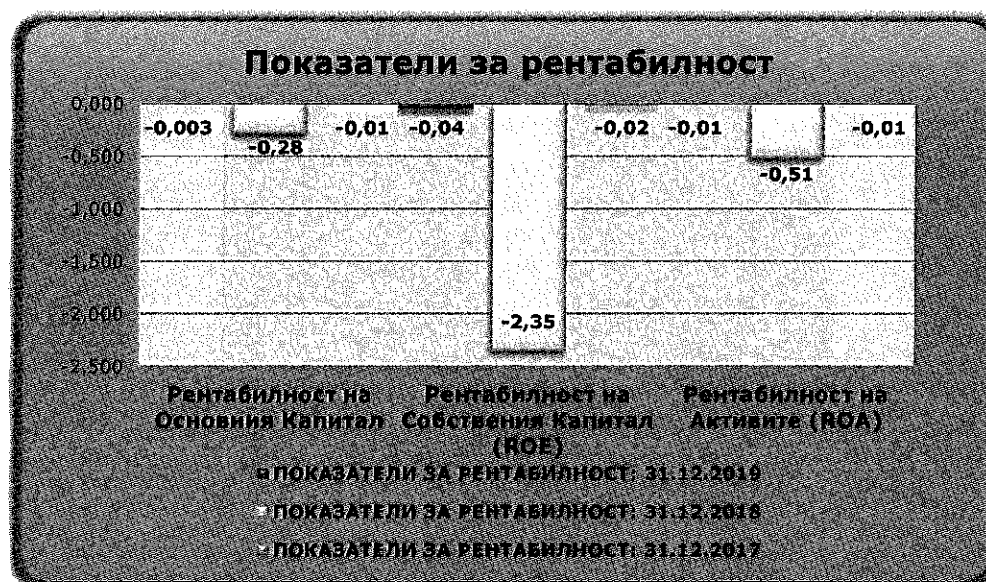 Показатели за рентабилност
0,000
-0,003 -0,28 -0,01 -0,04 -2,35 -0,02 -0,01 -0,51 -0,01
-0,500
-1,000
-1,500
-2,000
-2,500
Рентабилност на Основния Капитал
Рентабилност на Собствения Капитал (ROE)
Рентабилност на Активите (ROA)
ПОКАЗАТЕЛИ ЗА РЕНТАБИЛНОСТ: 31.12.2019
ПОКАЗАТЕЛИ ЗА РЕНТАБИЛНОСТ: 31.12.2018
ПОКАЗАТЕЛИ ЗА РЕНТАБИЛНОСТ: 31.12.2017